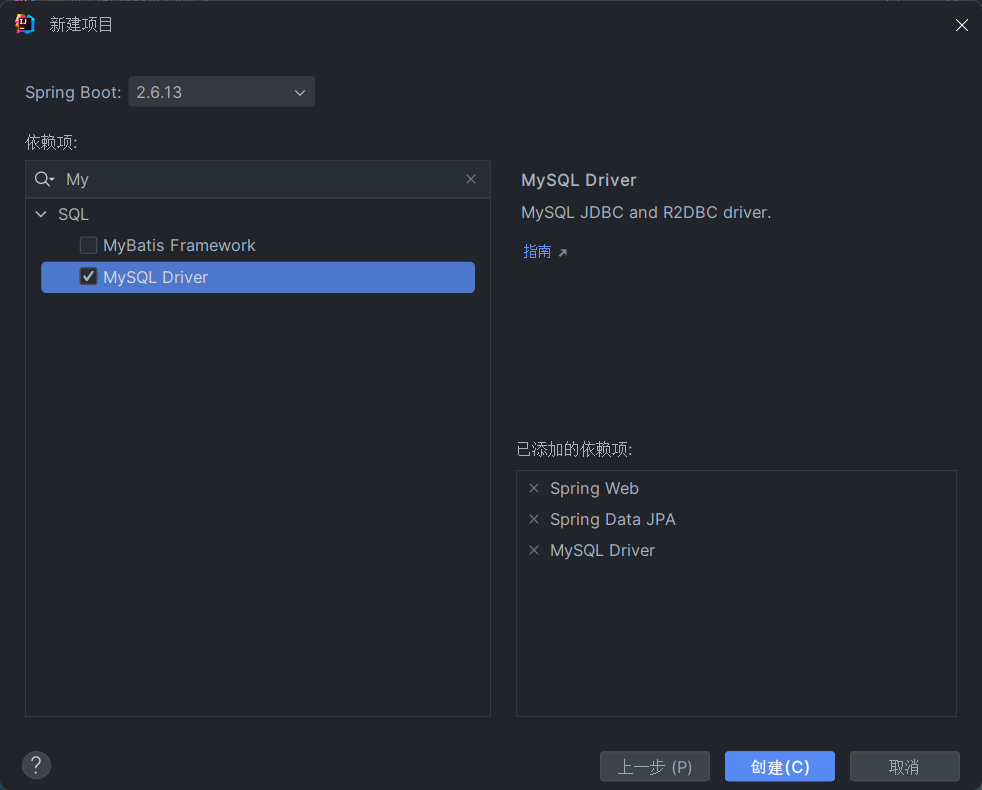 新建项目
Spring Boot: 2.6.13
依赖项:
My
SQL
MyBatis Framework
MySQL Driver
MySQL Driver
MySQL JDBC and R2DBC driver.
指南
已添加的依赖项:
Spring Web
Spring Data JPA
MySQL Driver
? 上一步 (P) 创建(C) 取消